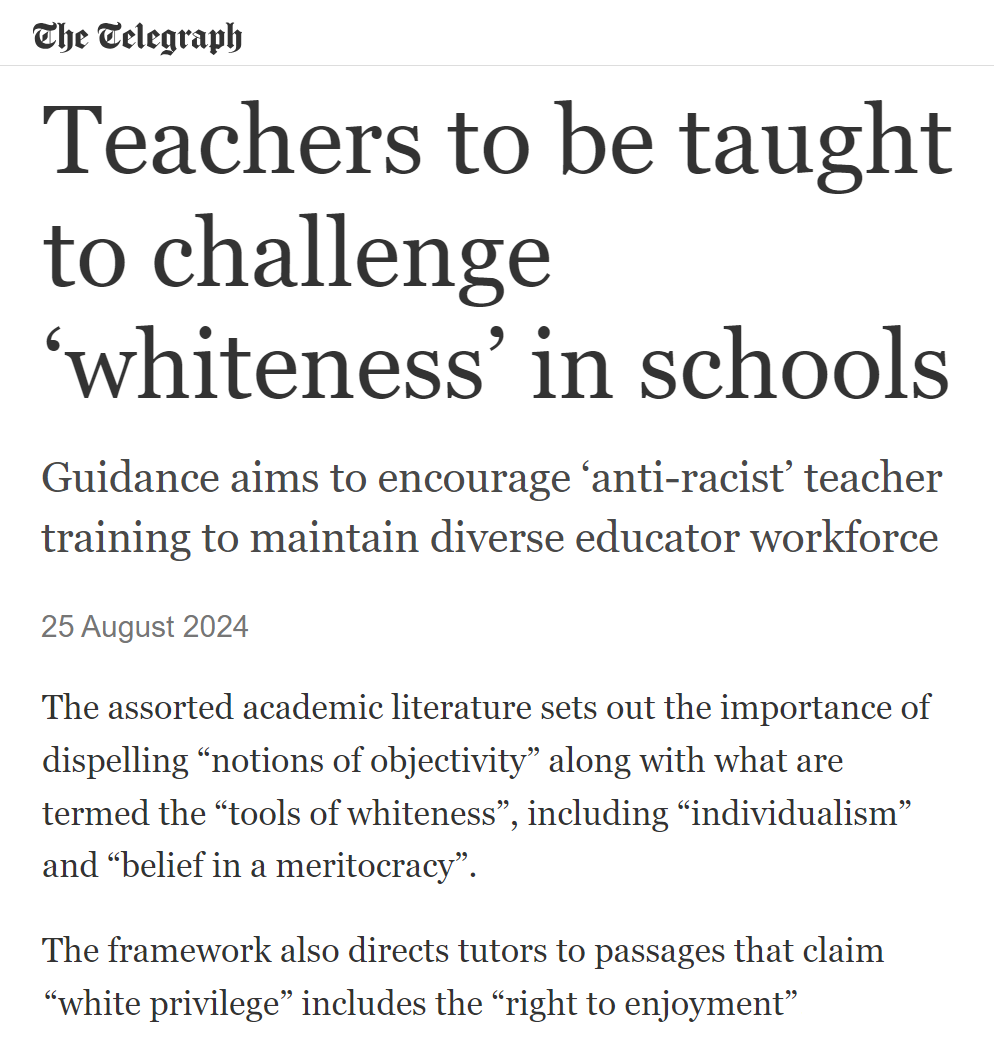 The Telegraph
Teachers to be taught
to challenge
‘whiteness’ in schools
Guidance aims to encourage ‘anti-racist’ teacher
training to maintain diverse educator workforce
25 August 2024
The assorted academic literature sets out the importance of
dispelling “notions of objectivity” along with what are
termed the “tools of whiteness”, including “individualism”
and “belief in a meritocracy”.
The framework also directs tutors to passages that claim
“white privilege” includes the “right to enjoyment”